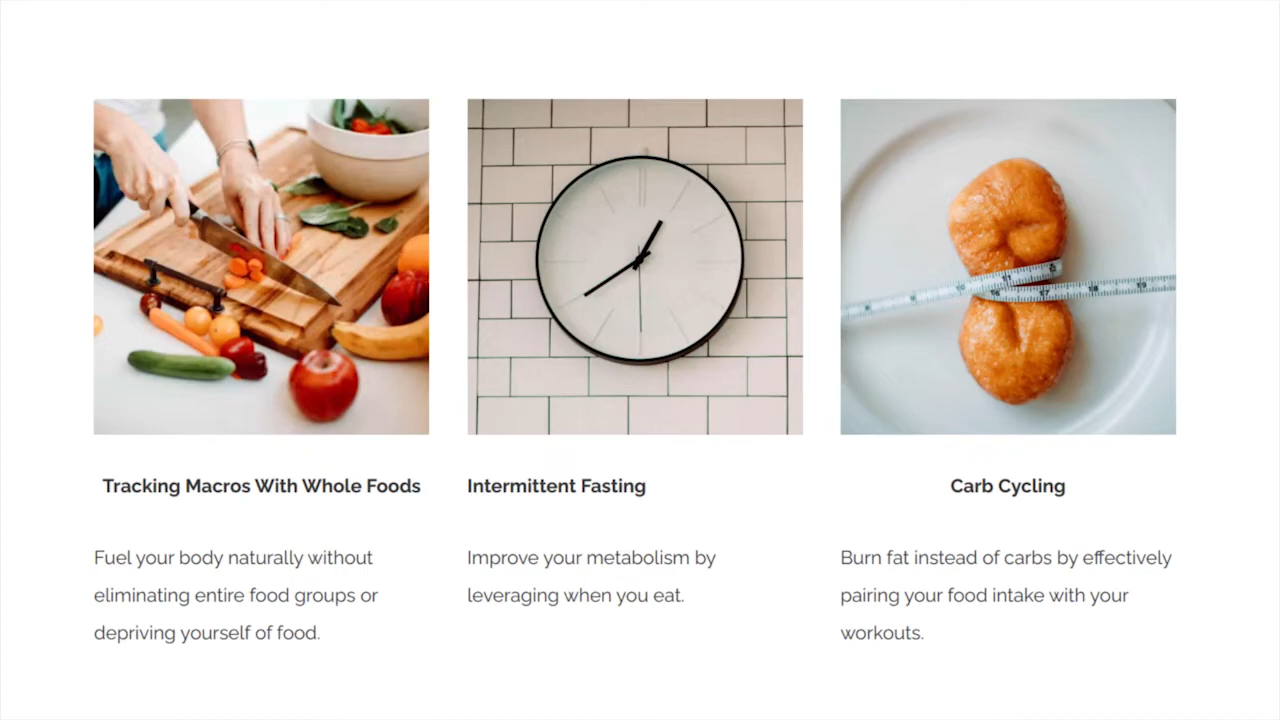 Tracking Macros With Whole Foods
Fuel your body naturally without
eliminating entire food groups or
depriving yourself of food.
Intermittent Fasting
Improve your metabolism by
leveraging when you eat.
Carb Cycling
Burn fat instead of carbs by effectively
pairing your food intake with your
workouts.